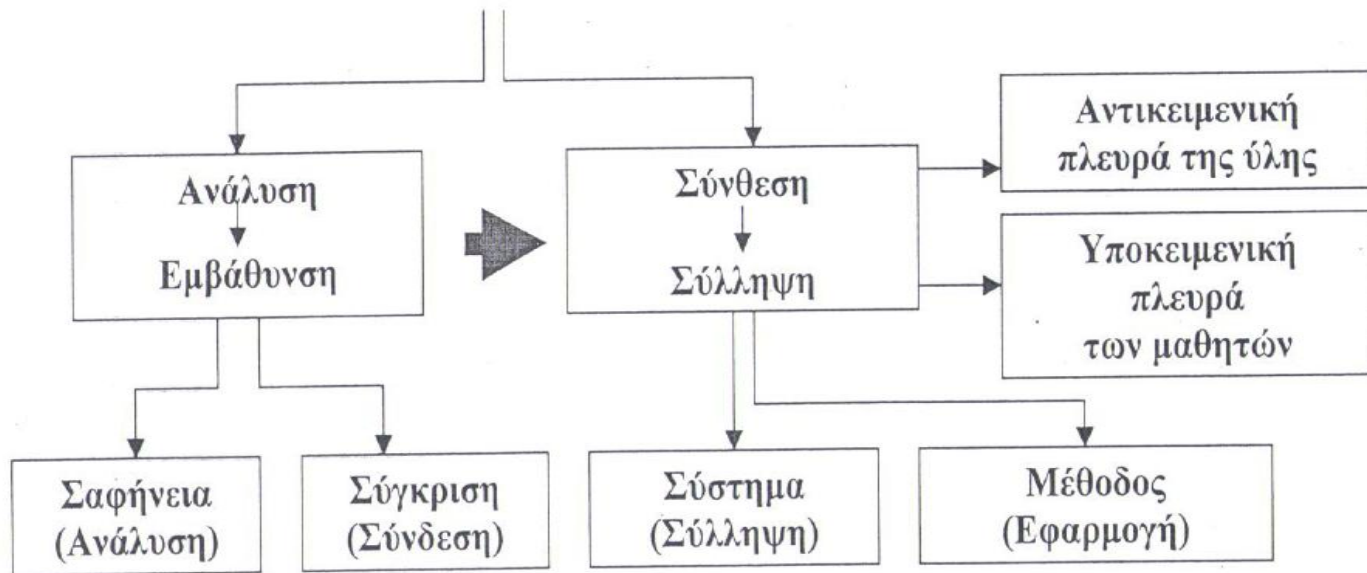 Αντικειμενική
πλευρά της ύλης
Ανάλυση
Εμβάθυνση
Σύνθεση
Σύλληψη
Υποκειμενική
πλευρά
των μαθητών
Σαφήνεια
(Ανάλυση)
Σύγκριση
(Σύνδεση)
Σύστημα
(Σύλληψη)
Μέθοδος
(Εφαρμογή)